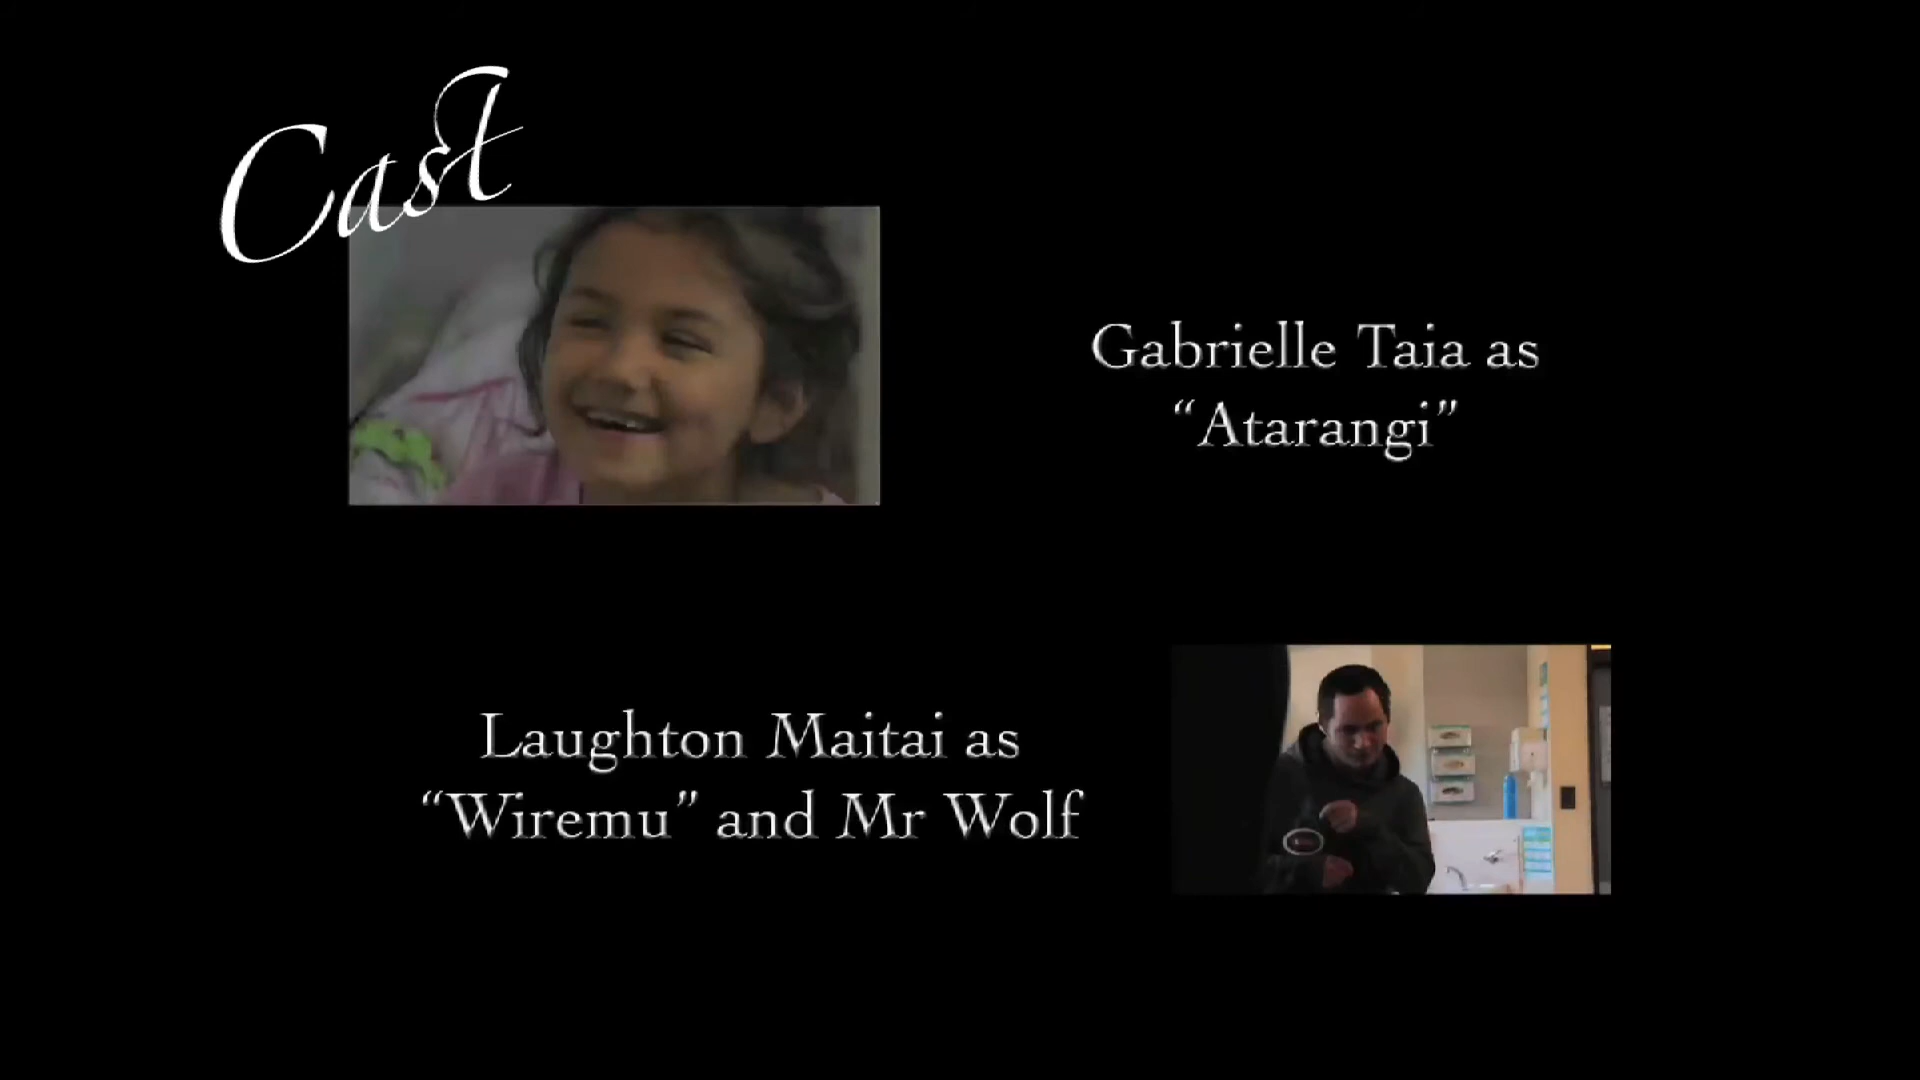 Cast
Gabrielle Taia as
“Atarangi”
Laughton Maitai as
“Wiremu” and Mr Wolf